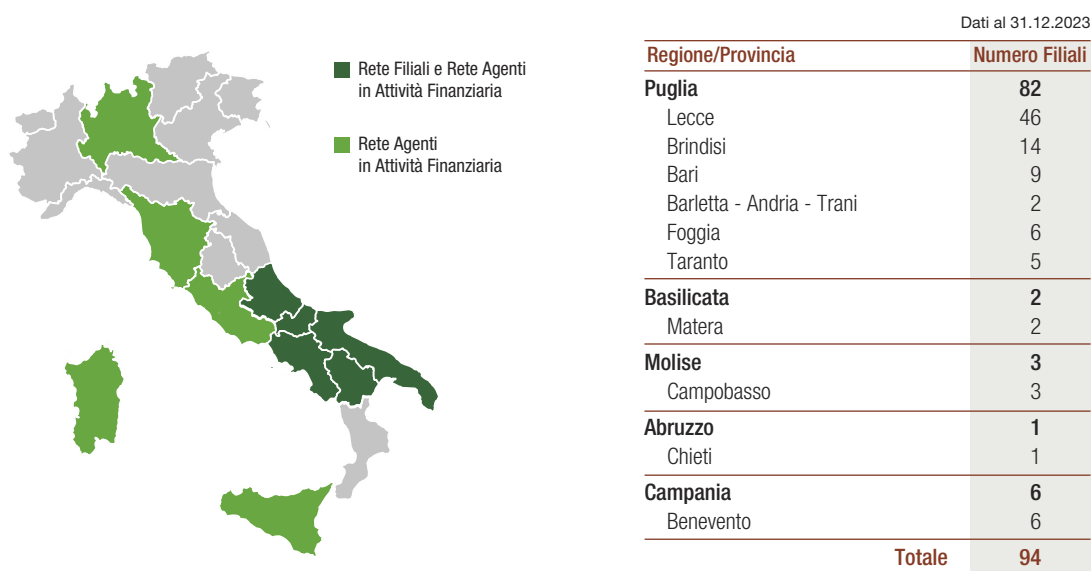 Rete Filiali e Rete Agenti
in Attività Finanziaria
Rete Agenti
in Attività Finanziaria
Dati al 31.12.2023
Regione/Provincia Numero Filiali
Puglia 82
Lecce 46
Brindisi 14
Bari 9
Barletta - Andria - Trani 2
Foggia 6
Taranto 5
Basilicata 2
Matera 2
Molise 3
Campobasso 3
Abruzzo 1
Chieti 1
Campania 6
Benevento 6
Totale 94